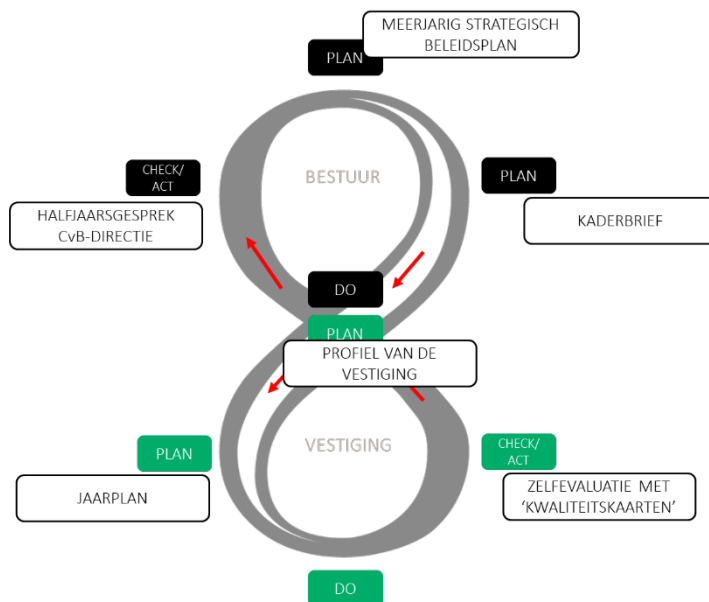 MEERJARIG STRATEGISCH
BELEIDSPLAN
PLAN
CHECK/
ACT
BESTUUR
PLAN
HALFJAARSGESPREK
CvB-DIRECTIE
KADERBRIEF
DO
PLAN
PROFIEL VAN DE
VESTIGING
PLAN
VESTIGING
CHECK/
ACT
JAARPLAN
ZELFEVALUATIE MET
‘KWALITEITSKAARTEN’
DO